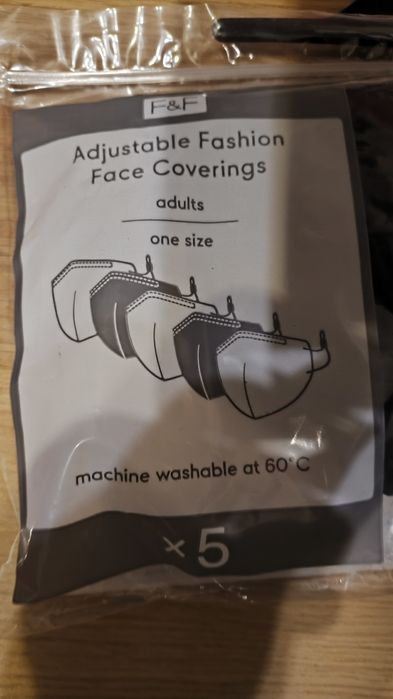 F&F
Adjustable Fashion
Face Coverings
adults
one size
machine washable at 60°C
×5